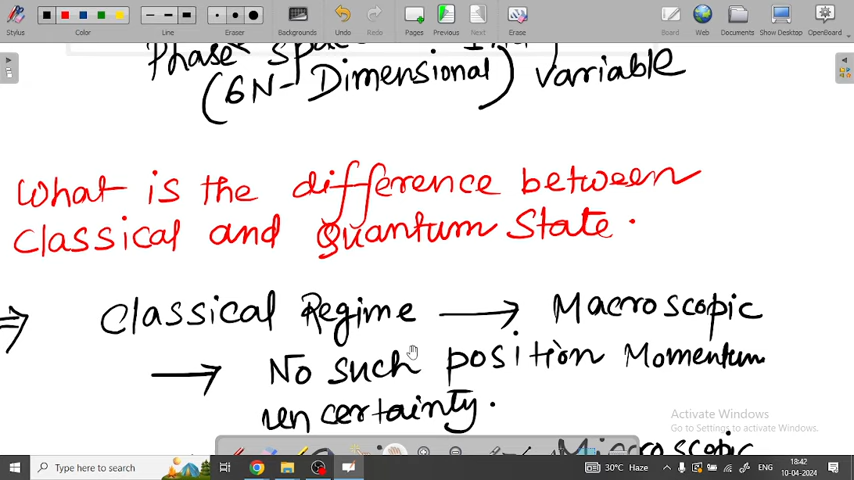 Stylus
Color
Line
Eraser
Backgrounds
Undo
Redo
Pages
Previous
Next
Erase
Board
Web
Documents
Show Desktop
OpenBoard
Phase
(6N-Dimensional) variable
What is the difference between
Classical and Quantum State.
⇒ Classical Regime → Macroscopic
→ No such position Momentum
uncertainty.
Microscopic
Activate Windows
Go to Settings to activate Windows.
Type here to search
30°C Haze
ENG
18:42
10-04-2024